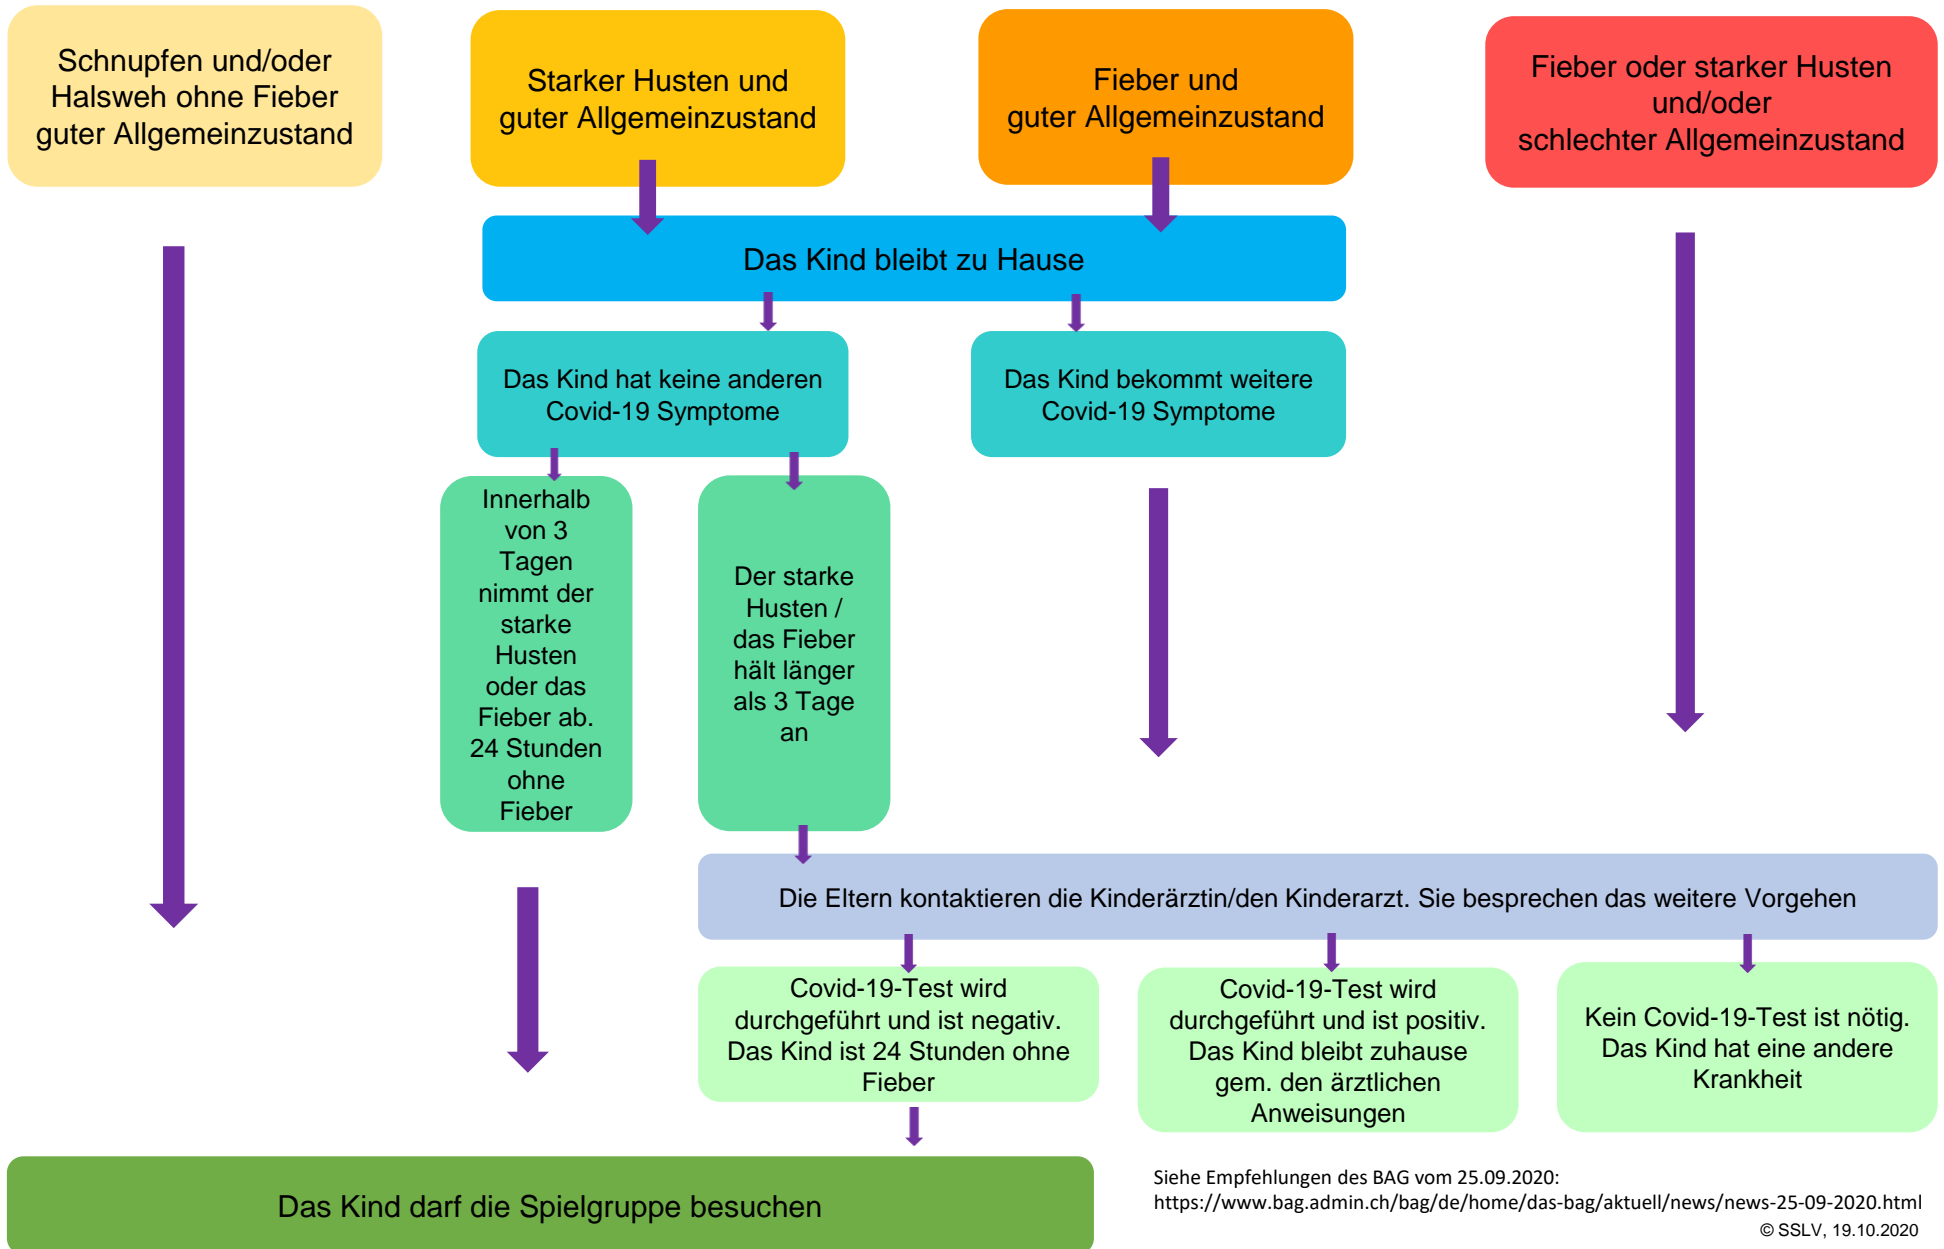 Schnupfen und/oder
Halsweh ohne Fieber
guter Allgemeinzustand
Starker Husten und
guter Allgemeinzustand
Fieber und
guter Allgemeinzustand
Fieber oder starker Husten
und/oder
schlechter Allgemeinzustand
Das Kind bleibt zu Hause
Das Kind hat keine anderen
Covid-19 Symptome
Das Kind bekommt weitere
Covid-19 Symptome
Innerhalb
von 3
Tagen
nimmt der
starke
Husten
oder das
Fieber ab.
24 Stunden
ohne
Fieber
Der starke
Husten /
das Fieber
hält länger
als 3 Tage
an
Die Eltern kontaktieren die Kinderärztin/den Kinderarzt. Sie besprechen das weitere Vorgehen
Covid-19-Test wird
durchgeführt und ist negativ.
Das Kind ist 24 Stunden ohne
Fieber
Covid-19-Test wird
durchgeführt und ist positiv.
Das Kind bleibt zuhause
gem. den ärztlichen
Anweisungen
Kein Covid-19-Test ist nötig.
Das Kind hat eine andere
Krankheit
Das Kind darf die Spielgruppe besuchen
Siehe Empfehlungen des BAG vom 25.09.2020:
https://www.bag.admin.ch/bag/de/home/das-bag/aktuell/news/news-25-09-2020.html
© SSLV, 19.10.2020